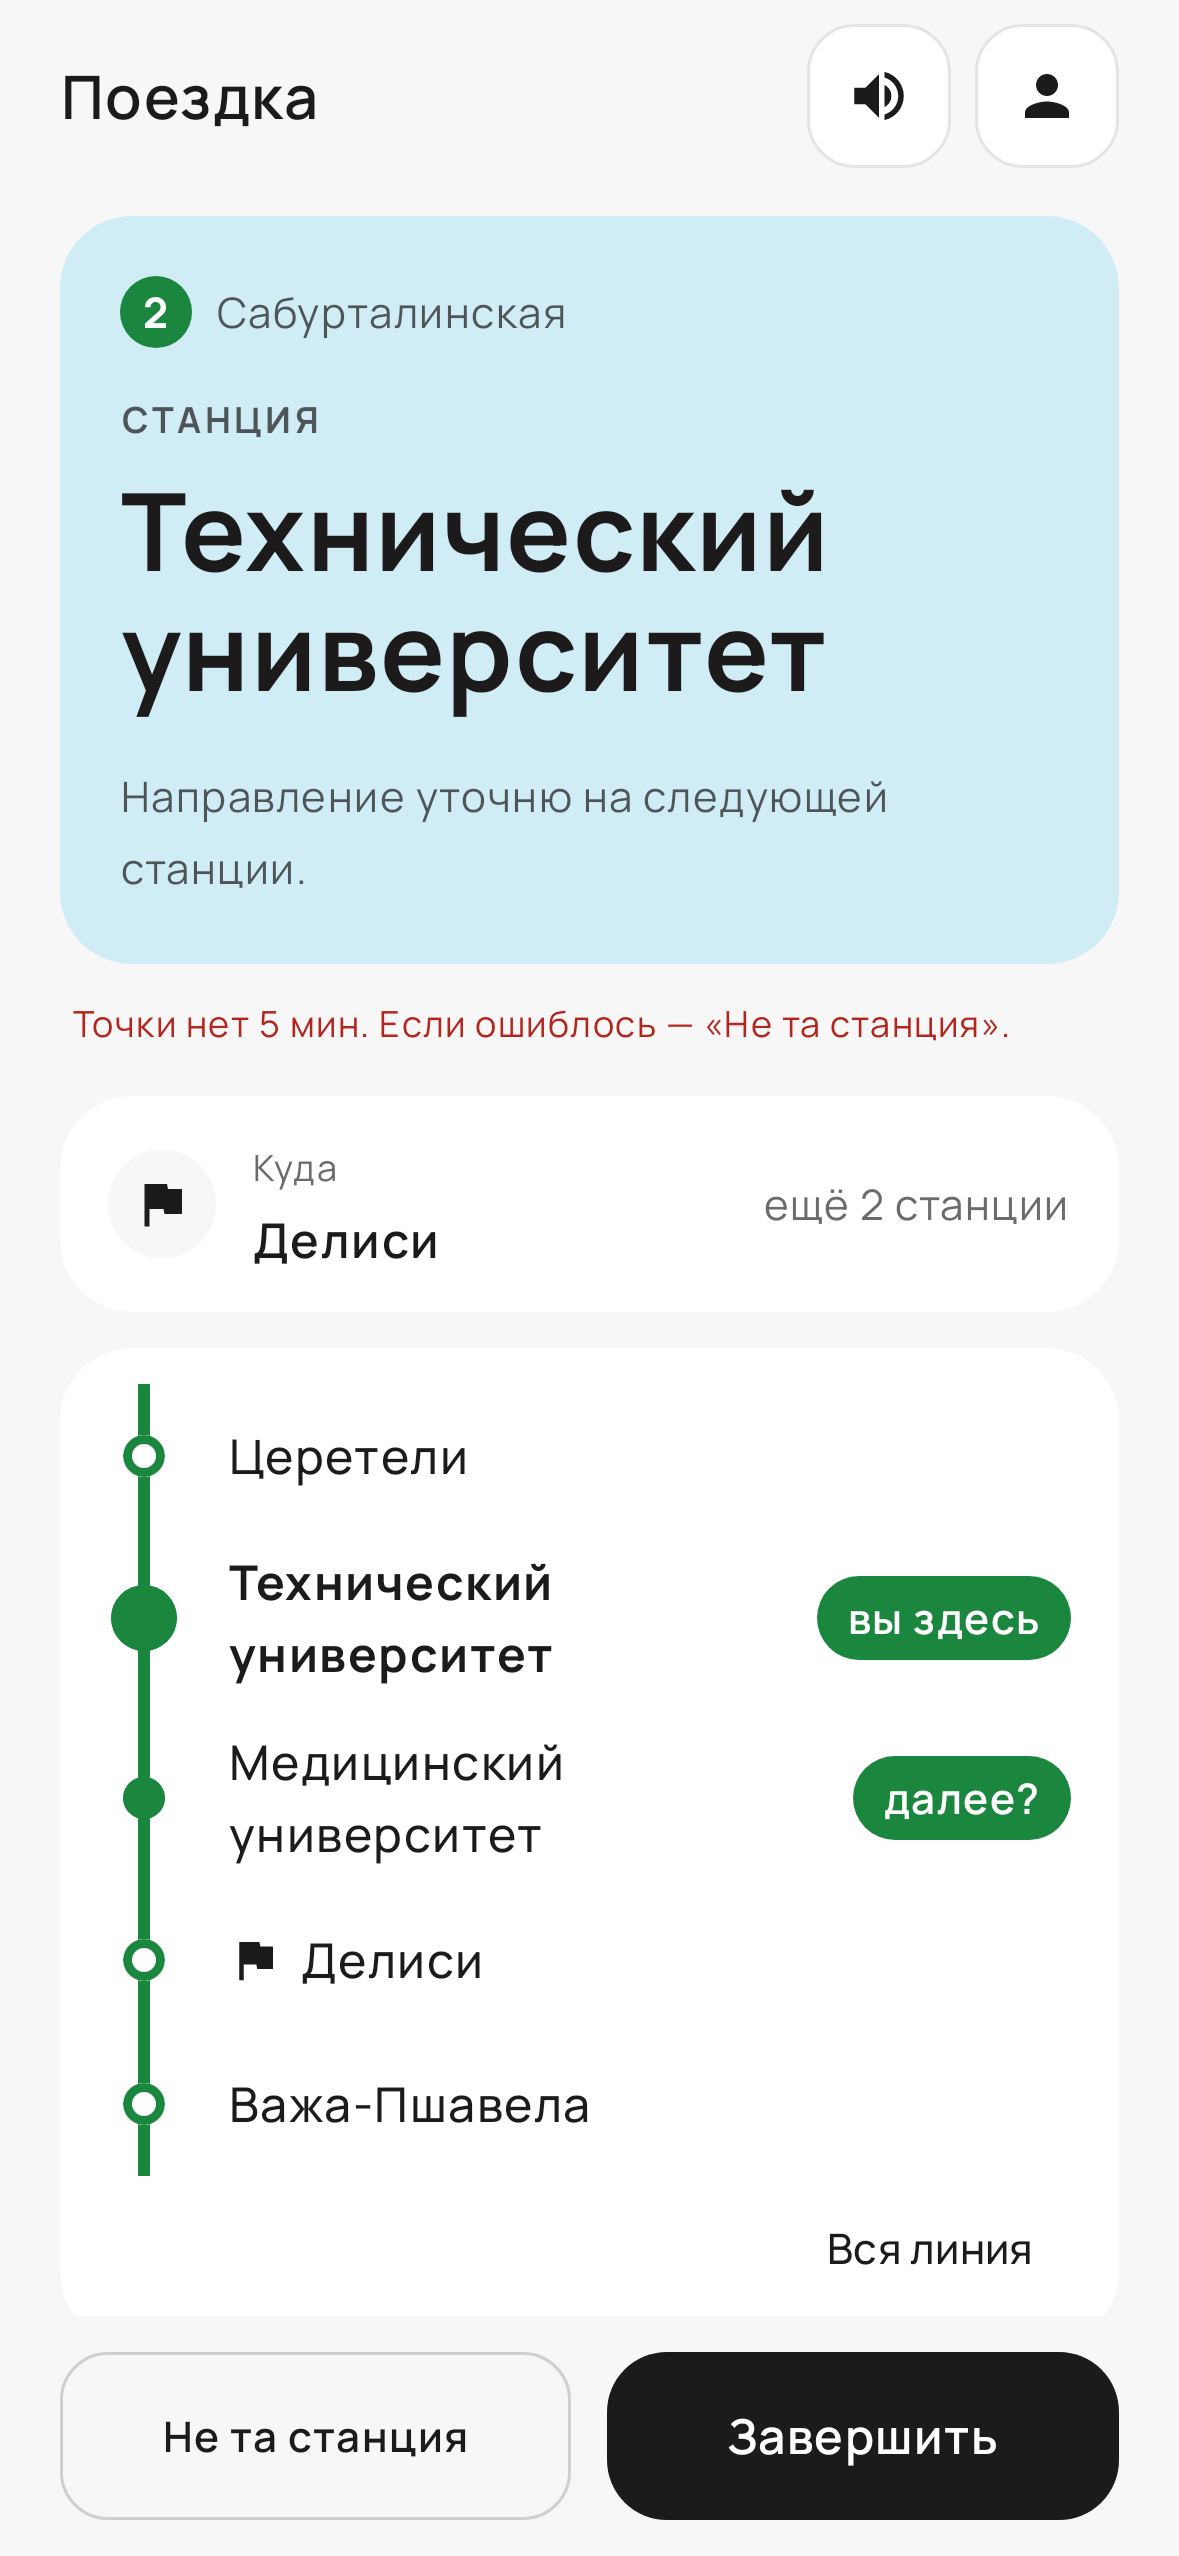 Поездка
2 Сабурталинская
СТАНЦИЯ
Технический
университет
Направление уточню на следующей
станции.
Точки нет 5 мин. Если ошиблось — «Не та станция».
Куда
Делиси
ещё 2 станции
Церетели
Технический
университет
вы здесь
Медицинский
университет
далее?
Делиси
Важа-Пшавела
Вся линия
Не та станция
Завершить